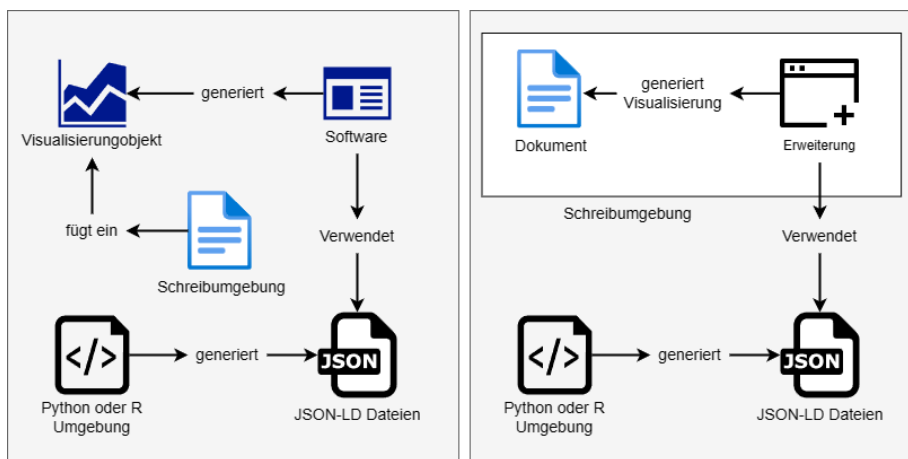 generiert
Visualisierungobjekt
Software
fügt ein
Verwendet
Schreibumgebung
</>
generiert
JSON
Python oder R
Umgebung
JSON-LD Dateien
generiert
Visualisierung
Dokument
Erweiterung
Schreibumgebung
Verwendet
</>
generiert
JSON
Python oder R
Umgebung
JSON-LD Dateien